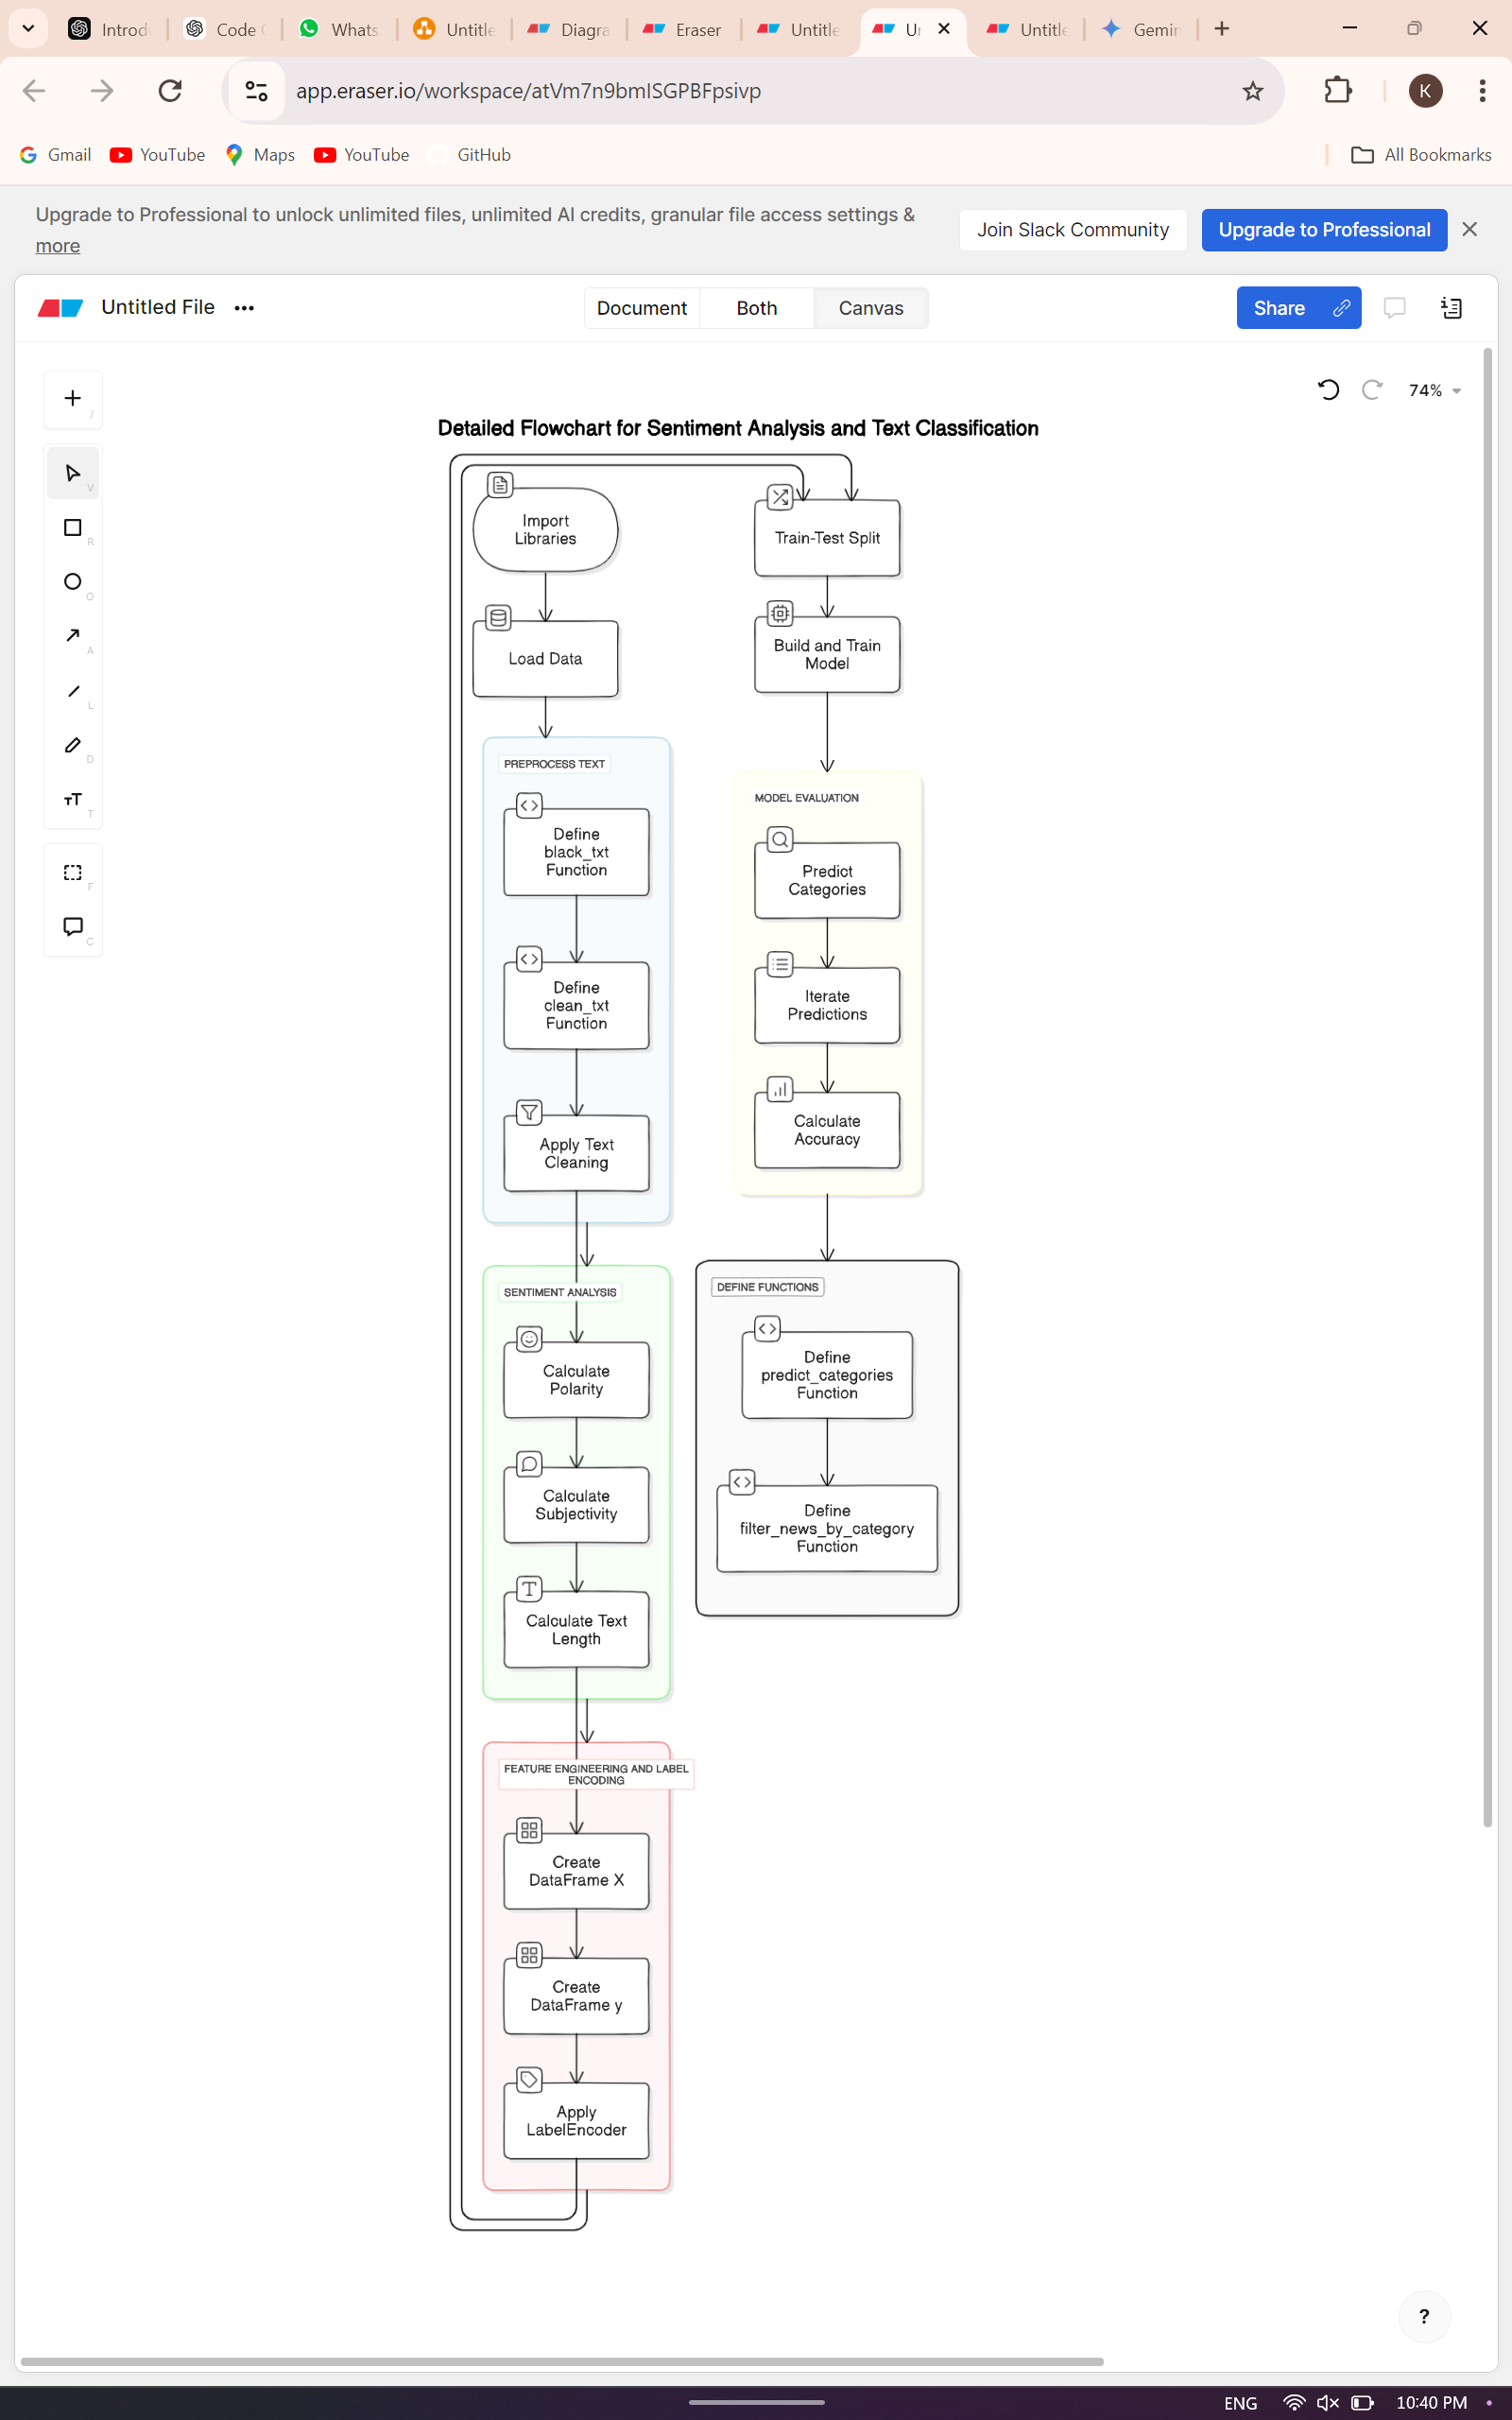 Introd
Code
Whats
Untitle
Diagra
Eraser
Untitle
Untitle
Gemin
app.eraser.io/workspace/atVm7n9bmISGPBFpsivp
K
Gmail
YouTube
Maps
YouTube
GitHub
All Bookmarks
Upgrade to Professional to unlock unlimited files, unlimited AI credits, granular file access settings &
more
Join Slack Community
Upgrade to Professional
Untitled File
Document
Both
Canvas
Share
74%
/
V
R
O
A
L
D
T
F
C
Detailed Flowchart for Sentiment Analysis and Text Classification
Import
Libraries
Load Data
PREPROCESS TEXT
Define
black_txt
Function
Define
clean_txt
Function
Apply Text
Cleaning
SENTIMENT ANALYSIS
Calculate
Polarity
Calculate
Subjectivity
Calculate Text
Length
FEATURE ENGINEERING AND LABEL
ENCODING
Create
DataFrame X
Create
DataFrame y
Apply
LabelEncoder
Train-Test Split
Build and Train
Model
MODEL EVALUATION
Predict
Categories
Iterate
Predictions
Calculate
Accuracy
DEFINE FUNCTIONS
Define
predict_categories
Function
Define
filter_news_by_category
Function
?
ENG
10:40 PM